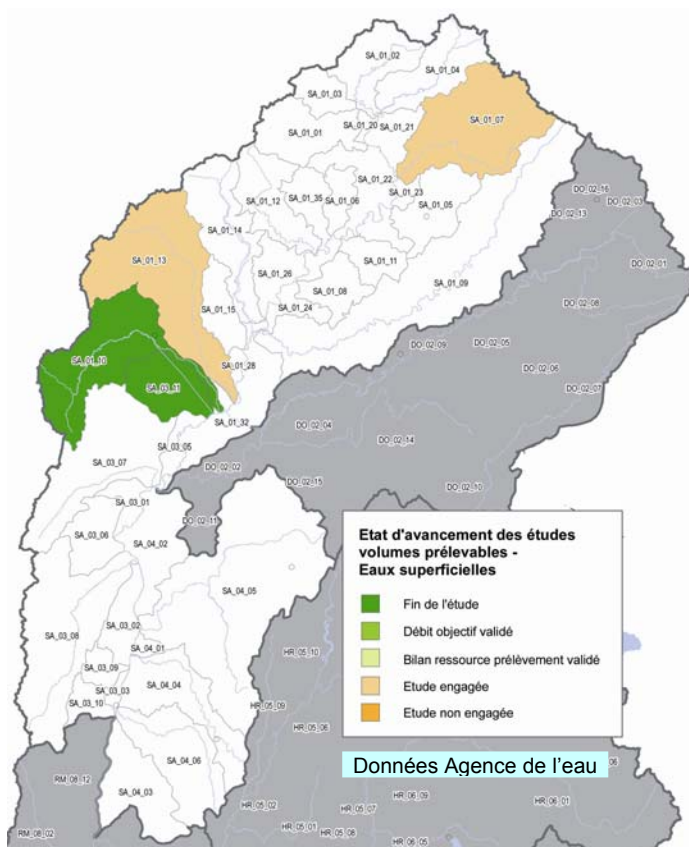 SA_01_02
SA_01_04
SA_01_03
SA_01_07
SA_01_20
SA_01_21
SA_01_01
SA_01_22
DO_02_16
SA_01_23
SA_01_12
SA_01_35
SA_01_06
DO_02_03
SA_01_05
DO_02_13
SA_01_14
SA_01_13
SA_01_11
DO_02_01
SA_01_26
SA_01_09
SA_01_08
DO_02_08
SA_01_15
SA_01_24
DO_02_09
DO_02_05
SA_01_10
SA_01_28
DO_02_06
SA_03_11
DO_02_07
SA_01_32
DO_02_04
DO_02_14
SA_03_05
SA_03_07
DO_02_02
DO_02_15
DO_02_10
SA_03_01
DO_02_11
SA_03_06
SA_04_02
Etat d'avancement des études
volumes prélevables -
Eaux superficielles
Fin de l'étude
Débit objectif validé
Bilan ressource prélèvement validé
Etude engagée
Etude non engagée
SA_04_05
SA_03_02
SA_03_08
SA_04_01
HR_05_10
SA_03_09
SA_04_04
SA_03_03
SA_03_10
HR_05_09
HR_05_06
SA_04_06
Données Agence de l'eau
RM_08_12
SA_04_03
HR_06_09
HR_06_01
HR_05_02
HR_05_07
RM_08_02
HR_05_01
HR_05_08
HR_06_05